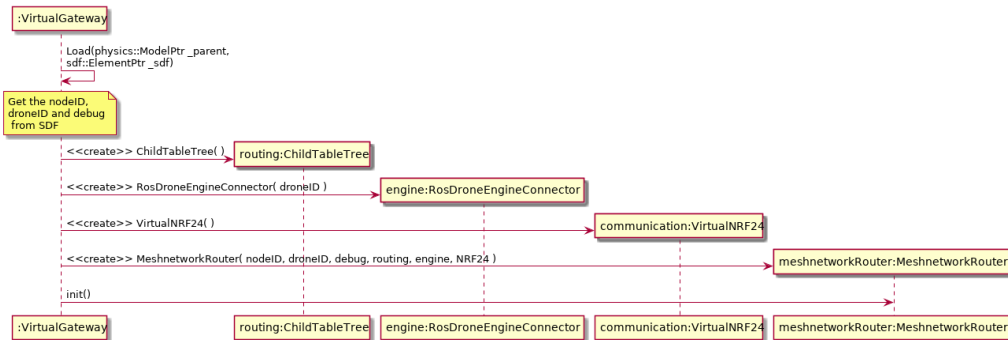 :VirtualGateway
Load(physics::ModelPtr _parent,
sdf::ElementPtr _sdf)
Get the nodeID,
droneID and debug
from SDF
<<create>> ChildTableTree( )
routing:ChildTableTree
<<create>> RosDroneEngineConnector( droneID )
engine:RosDroneEngineConnector
<<create>> VirtualNRF24( )
communication:VirtualNRF24
<<create>> MeshnetworkRouter( nodeID, droneID, debug, routing, engine, NRF24 )
meshnetworkRouter:MeshnetworkRouter
init()
:VirtualGateway
routing:ChildTableTree
engine:RosDroneEngineConnector
communication:VirtualNRF24
meshnetworkRouter:MeshnetworkRouter